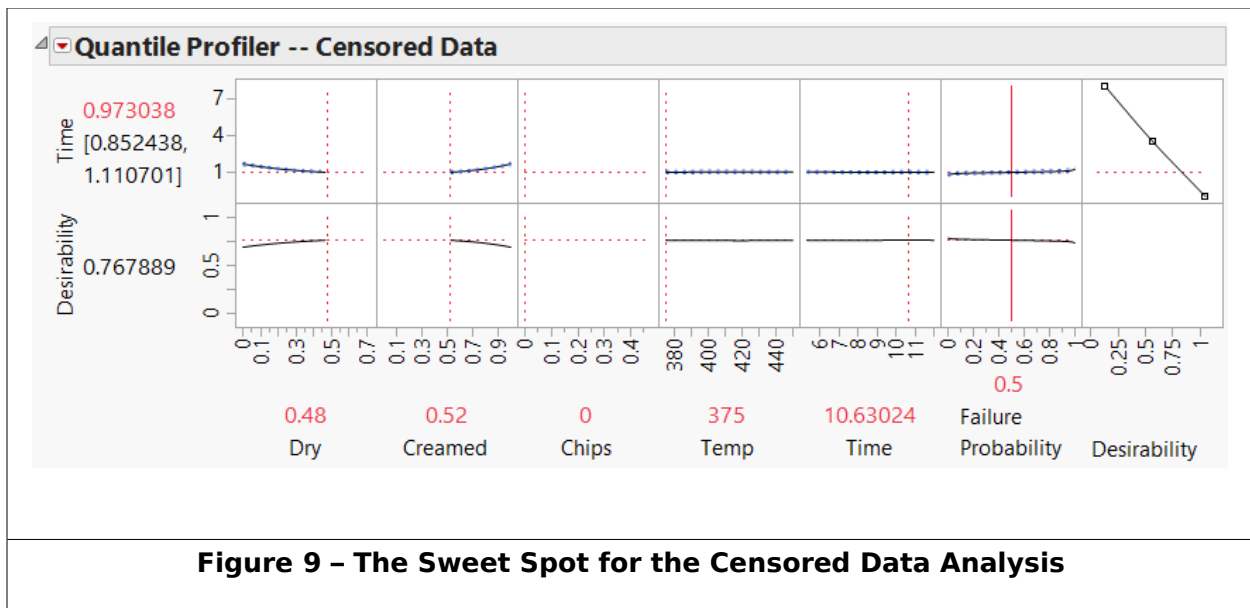 Quantile Profiler -- Censored Data
Time
0.973038
[0.852438,
1.110701]
7
4
1
Desirability
0.767889
1
0.5
0
0 0.1 0.3 0.5 0.7
0.1 0.3 0.5 0.7 0.9
0 0.1 0.2 0.3 0.4
380 400 420 440
6 7 8 9 10 11
0 0.2 0.4 0.6 0.8 1
0 0.25 0.5 0.75 1
0.48
Dry
0.52
Creamed
0
Chips
375
Temp
10.63024
Time
0.5
Failure
Probability
Desirability
Figure 9 – The Sweet Spot for the Censored Data Analysis